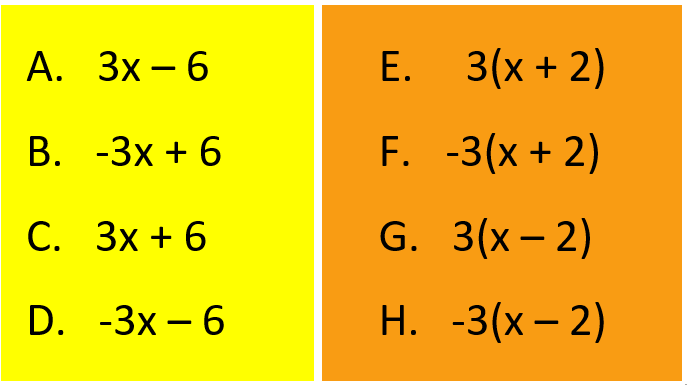 A. 3x – 6
B. -3x + 6
C. 3x + 6
D. -3x – 6
E. 3(x + 2)
F. -3(x + 2)
G. 3(x – 2)
H. -3(x – 2)